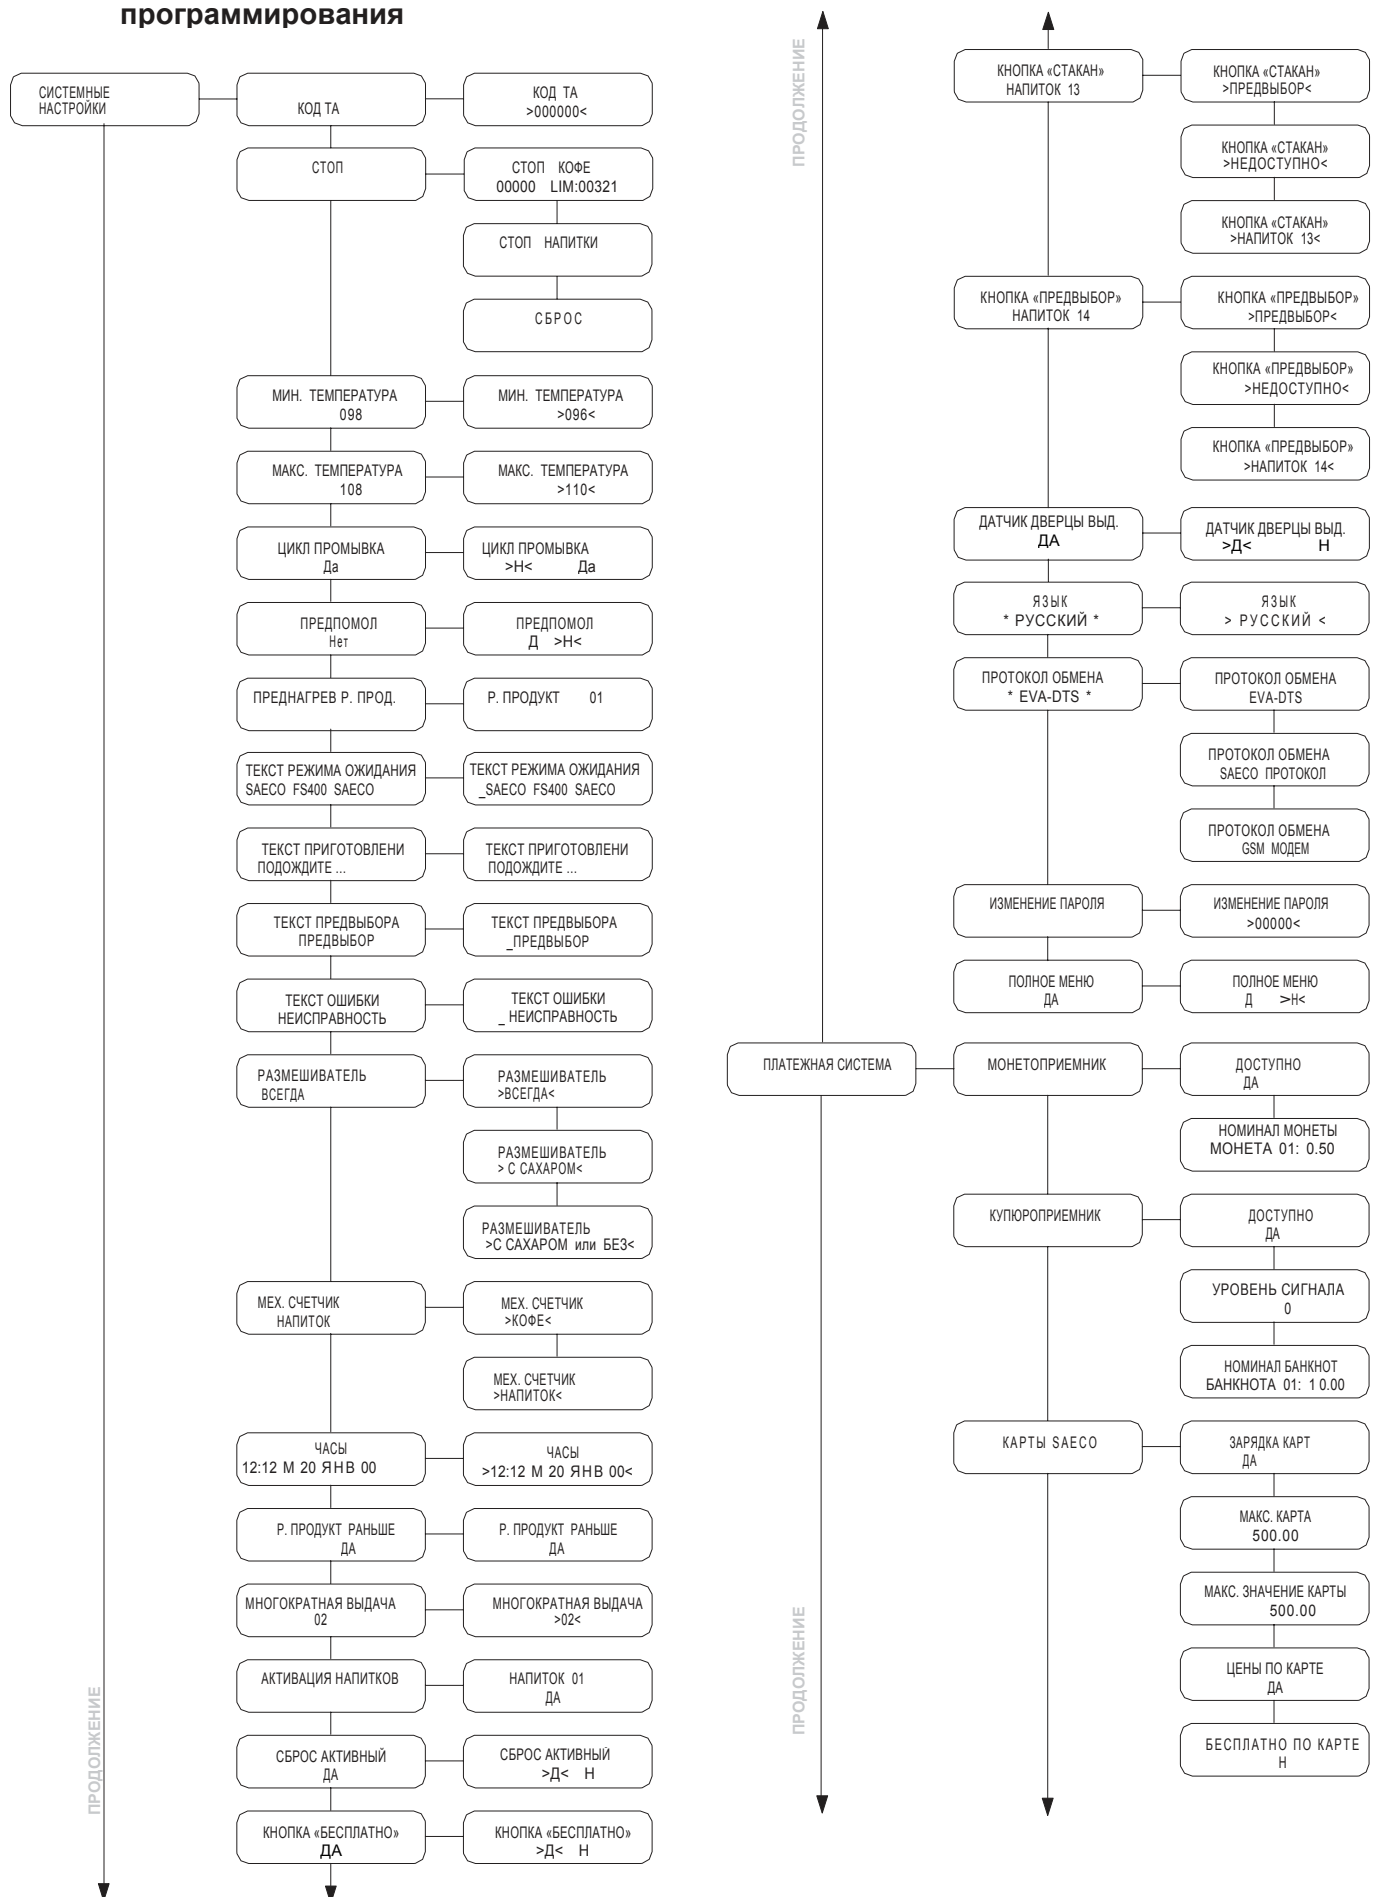 программирования
СИСТЕМНЫЕ
НАСТРОЙКИ
КОД ТА
КОД ТА
>000000<
СТОП
СТОП КОФЕ
00000 LIM:00321
СТОП НАПИТКИ
СБРОС
МИН. ТЕМПЕРАТУРА
098
МИН. ТЕМПЕРАТУРА
>096<
МАКС. ТЕМПЕРАТУРА
108
МАКС. ТЕМПЕРАТУРА
>110<
ЦИКЛ ПРОМЫВКА
Да
ЦИКЛ ПРОМЫВКА
>Н< Да
ПРЕДПОМОЛ
Нет
ПРЕДПОМОЛ
Д >Н<
ПРЕДНАГРЕВ Р. ПРОД.
Р. ПРОДУКТ 01
ТЕКСТ РЕЖИМА ОЖИДАНИЯ
SAECO FS400 SAECO
ТЕКСТ РЕЖИМА ОЖИДАНИЯ
_SAECO FS400 SAECO
ТЕКСТ ПРИГОТОВЛЕНИ
ПОДОЖДИТЕ ...
ТЕКСТ ПРИГОТОВЛЕНИ
ПОДОЖДИТЕ ...
ТЕКСТ ПРЕДВЫБОРА
ПРЕДВЫБОР
ТЕКСТ ПРЕДВЫБОРА
_ПРЕДВЫБОР
ТЕКСТ ОШИБКИ
НЕИСПРАВНОСТЬ
ТЕКСТ ОШИБКИ
_ НЕИСПРАВНОСТЬ
РАЗМЕШИВАТЕЛЬ
ВСЕГДА
РАЗМЕШИВАТЕЛЬ
>ВСЕГДА<
РАЗМЕШИВАТЕЛЬ
> С САХАРОМ<
РАЗМЕШИВАТЕЛЬ
>С САХАРОМ или БЕЗ<
МЕХ. СЧЕТЧИК
НАПИТОК
МЕХ. СЧЕТЧИК
>КОФЕ<
МЕХ. СЧЕТЧИК
>НАПИТОК<
ЧАСЫ
12:12 М 20 ЯНВ 00
ЧАСЫ
>12:12 М 20 ЯНВ 00<
Р. ПРОДУКТ РАНЬШЕ
ДА
Р. ПРОДУКТ РАНЬШЕ
ДА
МНОГОКРАТНАЯ ВЫДАЧА
02
МНОГОКРАТНАЯ ВЫДАЧА
>02<
АКТИВАЦИЯ НАПИТКОВ
НАПИТОК 01
ДА
СБРОС АКТИВНЫЙ
ДА
СБРОС АКТИВНЫЙ
>Д< Н
КНОПКА «БЕСПЛАТНО»
ДА
КНОПКА «БЕСПЛАТНО»
>Д< Н
ПРОДОЛЖЕНИЕ
ПРОДОЛЖЕНИЕ
КНОПКА «СТАКАН»
НАПИТОК 13
КНОПКА «СТАКАН»
>ПРЕДВЫБОР<
КНОПКА «СТАКАН»
>НЕДОСТУПНО<
КНОПКА «СТАКАН»
>НАПИТОК 13<
КНОПКА «ПРЕДВЫБОР»
НАПИТОК 14
КНОПКА «ПРЕДВЫБОР»
>ПРЕДВЫБОР<
КНОПКА «ПРЕДВЫБОР»
>НЕДОСТУПНО<
КНОПКА «ПРЕДВЫБОР»
>НАПИТОК 14<
ДАТЧИК ДВЕРЦЫ ВЫД.
ДА
ДАТЧИК ДВЕРЦЫ ВЫД.
>Д< Н
ЯЗЫК
* РУССКИЙ *
ЯЗЫК
> РУССКИЙ <
ПРОТОКОЛ ОБМЕНА
* EVA-DTS *
ПРОТОКОЛ ОБМЕНА
EVA-DTS
ПРОТОКОЛ ОБМЕНА
SAECO ПРОТОКОЛ
ПРОТОКОЛ ОБМЕНА
GSM МОДЕМ
ИЗМЕНЕНИЕ ПАРОЛЯ
ИЗМЕНЕНИЕ ПАРОЛЯ
>00000<
ПОЛНОЕ МЕНЮ
ДА
ПОЛНОЕ МЕНЮ
Д >Н<
ПЛАТЕЖНАЯ СИСТЕМА
МОНЕТОПРИЕМНИК
ДОСТУПНО
ДА
НОМИНАЛ МОНЕТЫ
МОНЕТА 01: 0.50
КУПЮРОПРИЕМНИК
ДОСТУПНО
ДА
УРОВЕНЬ СИГНАЛА
0
НОМИНАЛ БАНКНОТ
БАНКНОТА 01: 1 0.00
КАРТЫ SAECO
ЗАРЯДКА КАРТ
ДА
МАКС. КАРТА
500.00
МАКС. ЗНАЧЕНИЕ КАРТЫ
500.00
ЦЕНЫ ПО КАРТЕ
ДА
БЕСПЛАТНО ПО КАРТЕ
Н
ПРОДОЛЖЕНИЕ